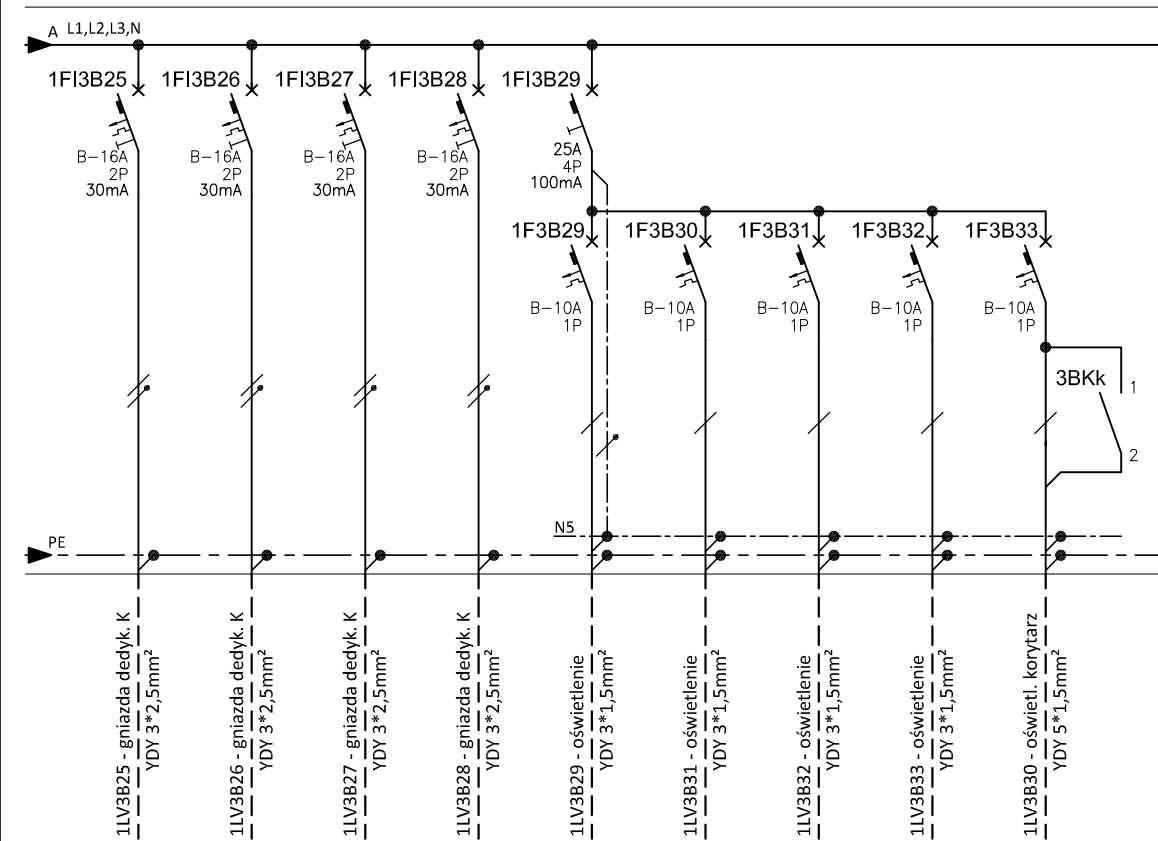 A L1,L2,L3,N
1FI3B25
1FI3B26
1FI3B27
1FI3B28
1FI3B29
B-16A
2P
30mA
B-16A
2P
30mA
B-16A
2P
30mA
B-16A
2P
30mA
25A
4P
100mA
1F3B29
1F3B30
1F3B31
1F3B32
1F3B33
B-10A
1P
B-10A
1P
B-10A
1P
B-10A
1P
B-10A
1P
3BKk
1
2
N5
PE
1LV3B25 - gniazda dedyk. K
YDY 3*2,5mm²
1LV3B26 - gniazda dedyk. K
YDY 3*2,5mm²
1LV3B27 - gniazda dedyk. K
YDY 3*2,5mm²
1LV3B28 - gniazda dedyk. K
YDY 3*2,5mm²
1LV3B29 - oświetlenie
YDY 3*1,5mm²
1LV3B31 - oświetlenie
YDY 3*1,5mm²
1LV3B32 - oświetlenie
YDY 3*1,5mm²
1LV3B33 - oświetlenie
YDY 3*1,5mm²
1LV3B30 - oświetl. korytarz
YDY 5*1,5mm²